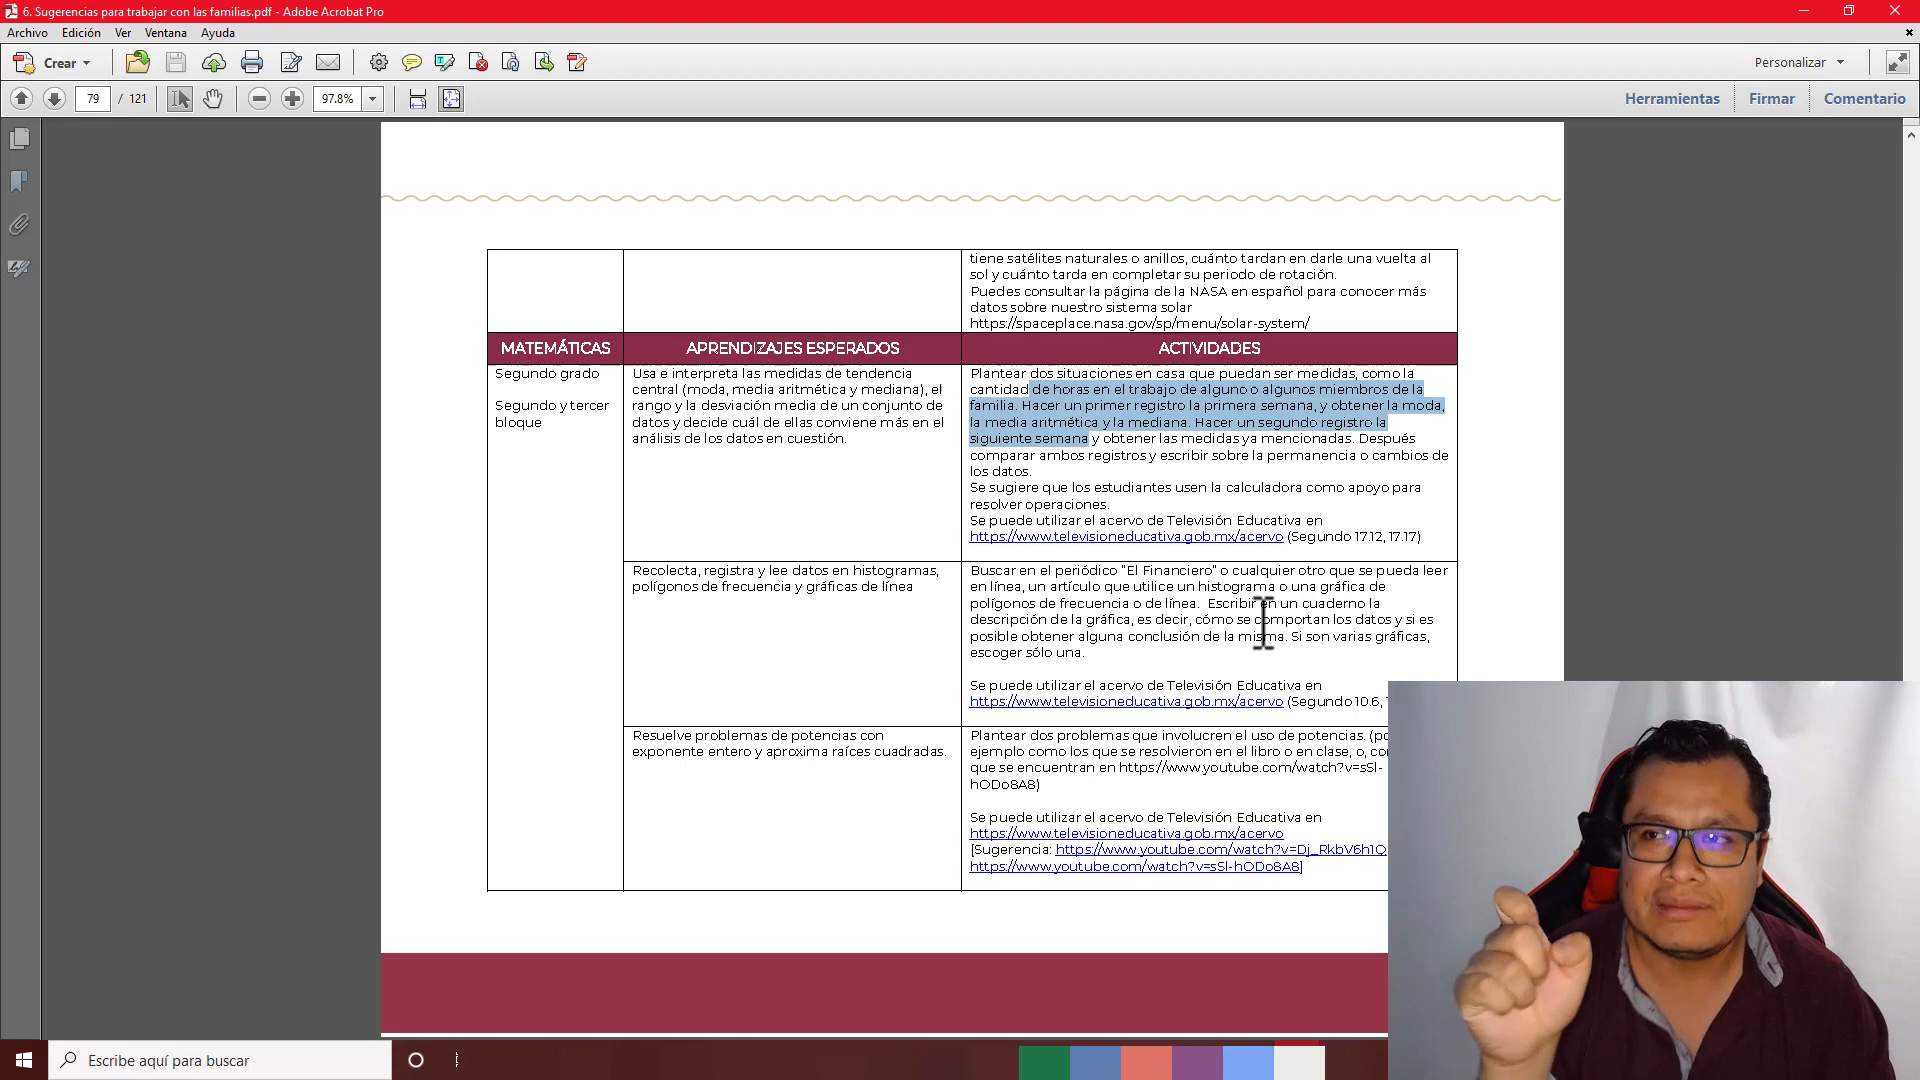 6. Sugerencias para trabajar con las familias.pdf - Adobe Acrobat Pro
Archivo Edición Ver Ventana Ayuda
Crear
Personalizar
79 / 121
97.8%
Herramientas Firmar Comentario
tiene satélites naturales o anillos, cuánto tardan en darle una vuelta al
sol y cuánto tarda en completar su periodo de rotación.
Puedes consultar la página de la NASA en español para conocer más
datos sobre nuestro sistema solar
https://spaceplace.nasa.gov/sp/menu/solar-system/
MATEMÁTICAS APRENDIZAJES ESPERADOS ACTIVIDADES
Segundo grado
Segundo y tercer
bloque
Usa e interpreta las medidas de tendencia
central (moda, media aritmética y mediana), el
rango y la desviación media de un conjunto de
datos y decide cuál de ellas conviene más en el
análisis de los datos en cuestión.
Plantear dos situaciones en casa que puedan ser medidas, como la
cantidad de horas en el trabajo de alguno o algunos miembros de la
familia. Hacer un primer registro la primera semana, y obtener la moda,
la media aritmética y la mediana. Hacer un segundo registro la
siguiente semana y obtener las medidas ya mencionadas. Después
comparar ambos registros y escribir sobre la permanencia o cambios de
los datos.
Se sugiere que los estudiantes usen la calculadora como apoyo para
resolver operaciones.
Se puede utilizar el acervo de Televisión Educativa en
https://www.televisioneducativa.gob.mx/acervo (Segundo 17.12, 17.17)
Recolecta, registra y lee datos en histogramas,
polígonos de frecuencia y gráficas de línea
Buscar en el periódico "El Financiero" o cualquier otro que se pueda leer
en línea, un artículo que utilice un histograma o una gráfica de
polígonos de frecuencia o de línea. Escribir en un cuaderno la
descripción de la gráfica, es decir, cómo se comportan los datos y si es
posible obtener alguna conclusión de la misma. Si son varias gráficas,
escoger sólo una.
Se puede utilizar el acervo de Televisión Educativa en
https://www.televisioneducativa.gob.mx/acervo (Segundo 10.6,
Resuelve problemas de potencias con
exponente entero y aproxima raíces cuadradas.
Plantear dos problemas que involucren el uso de potencias. (po
ejemplo como los que se resolvieron en el libro o en clase, o,
que se encuentran en https://www.youtube.com/watch?v=sSl-
hODo8A8)
Se puede utilizar el acervo de Televisión Educativa en
https://www.televisioneducativa.gob.mx/acervo
[Sugerencia: https://www.youtube.com/watch?v=Dj_RkbV6h1Q
https://www.youtube.com/watch?v=sSl-hODo8A8]
Escribe aquí para buscar